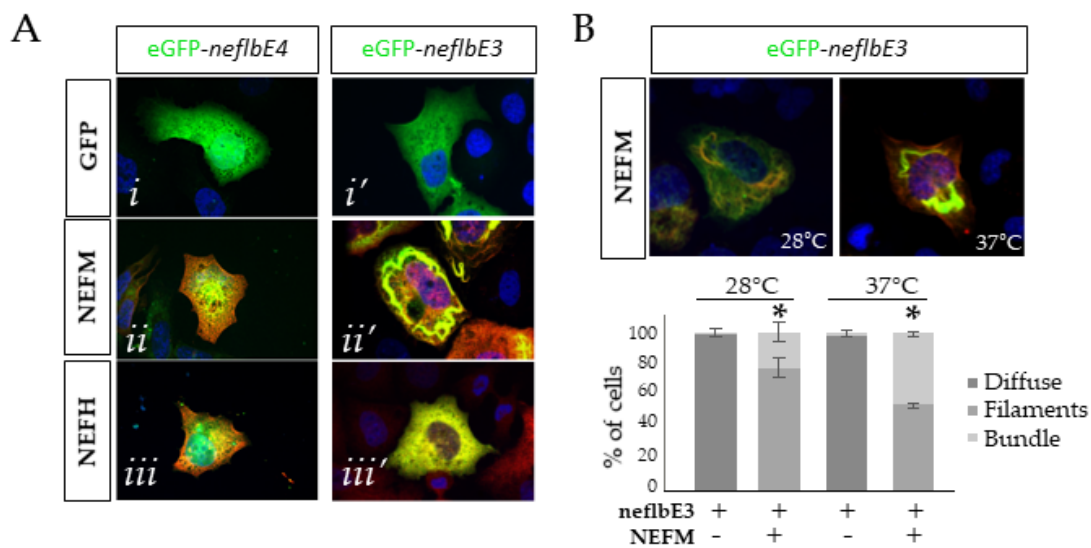 A
eGFP-neflbE4
eGFP-neflbE3
GFP
i
i′
NEFM
ii
ii′
NEFH
iii
iii′
B
eGFP-neflbE3
NEFM
28°C
37°C
28°C
37°C
* *
% of cells
100
80
60
40
20
0
Diffuse
Filaments
Bundle
neflbE3 + + + +
NEFM - + - +